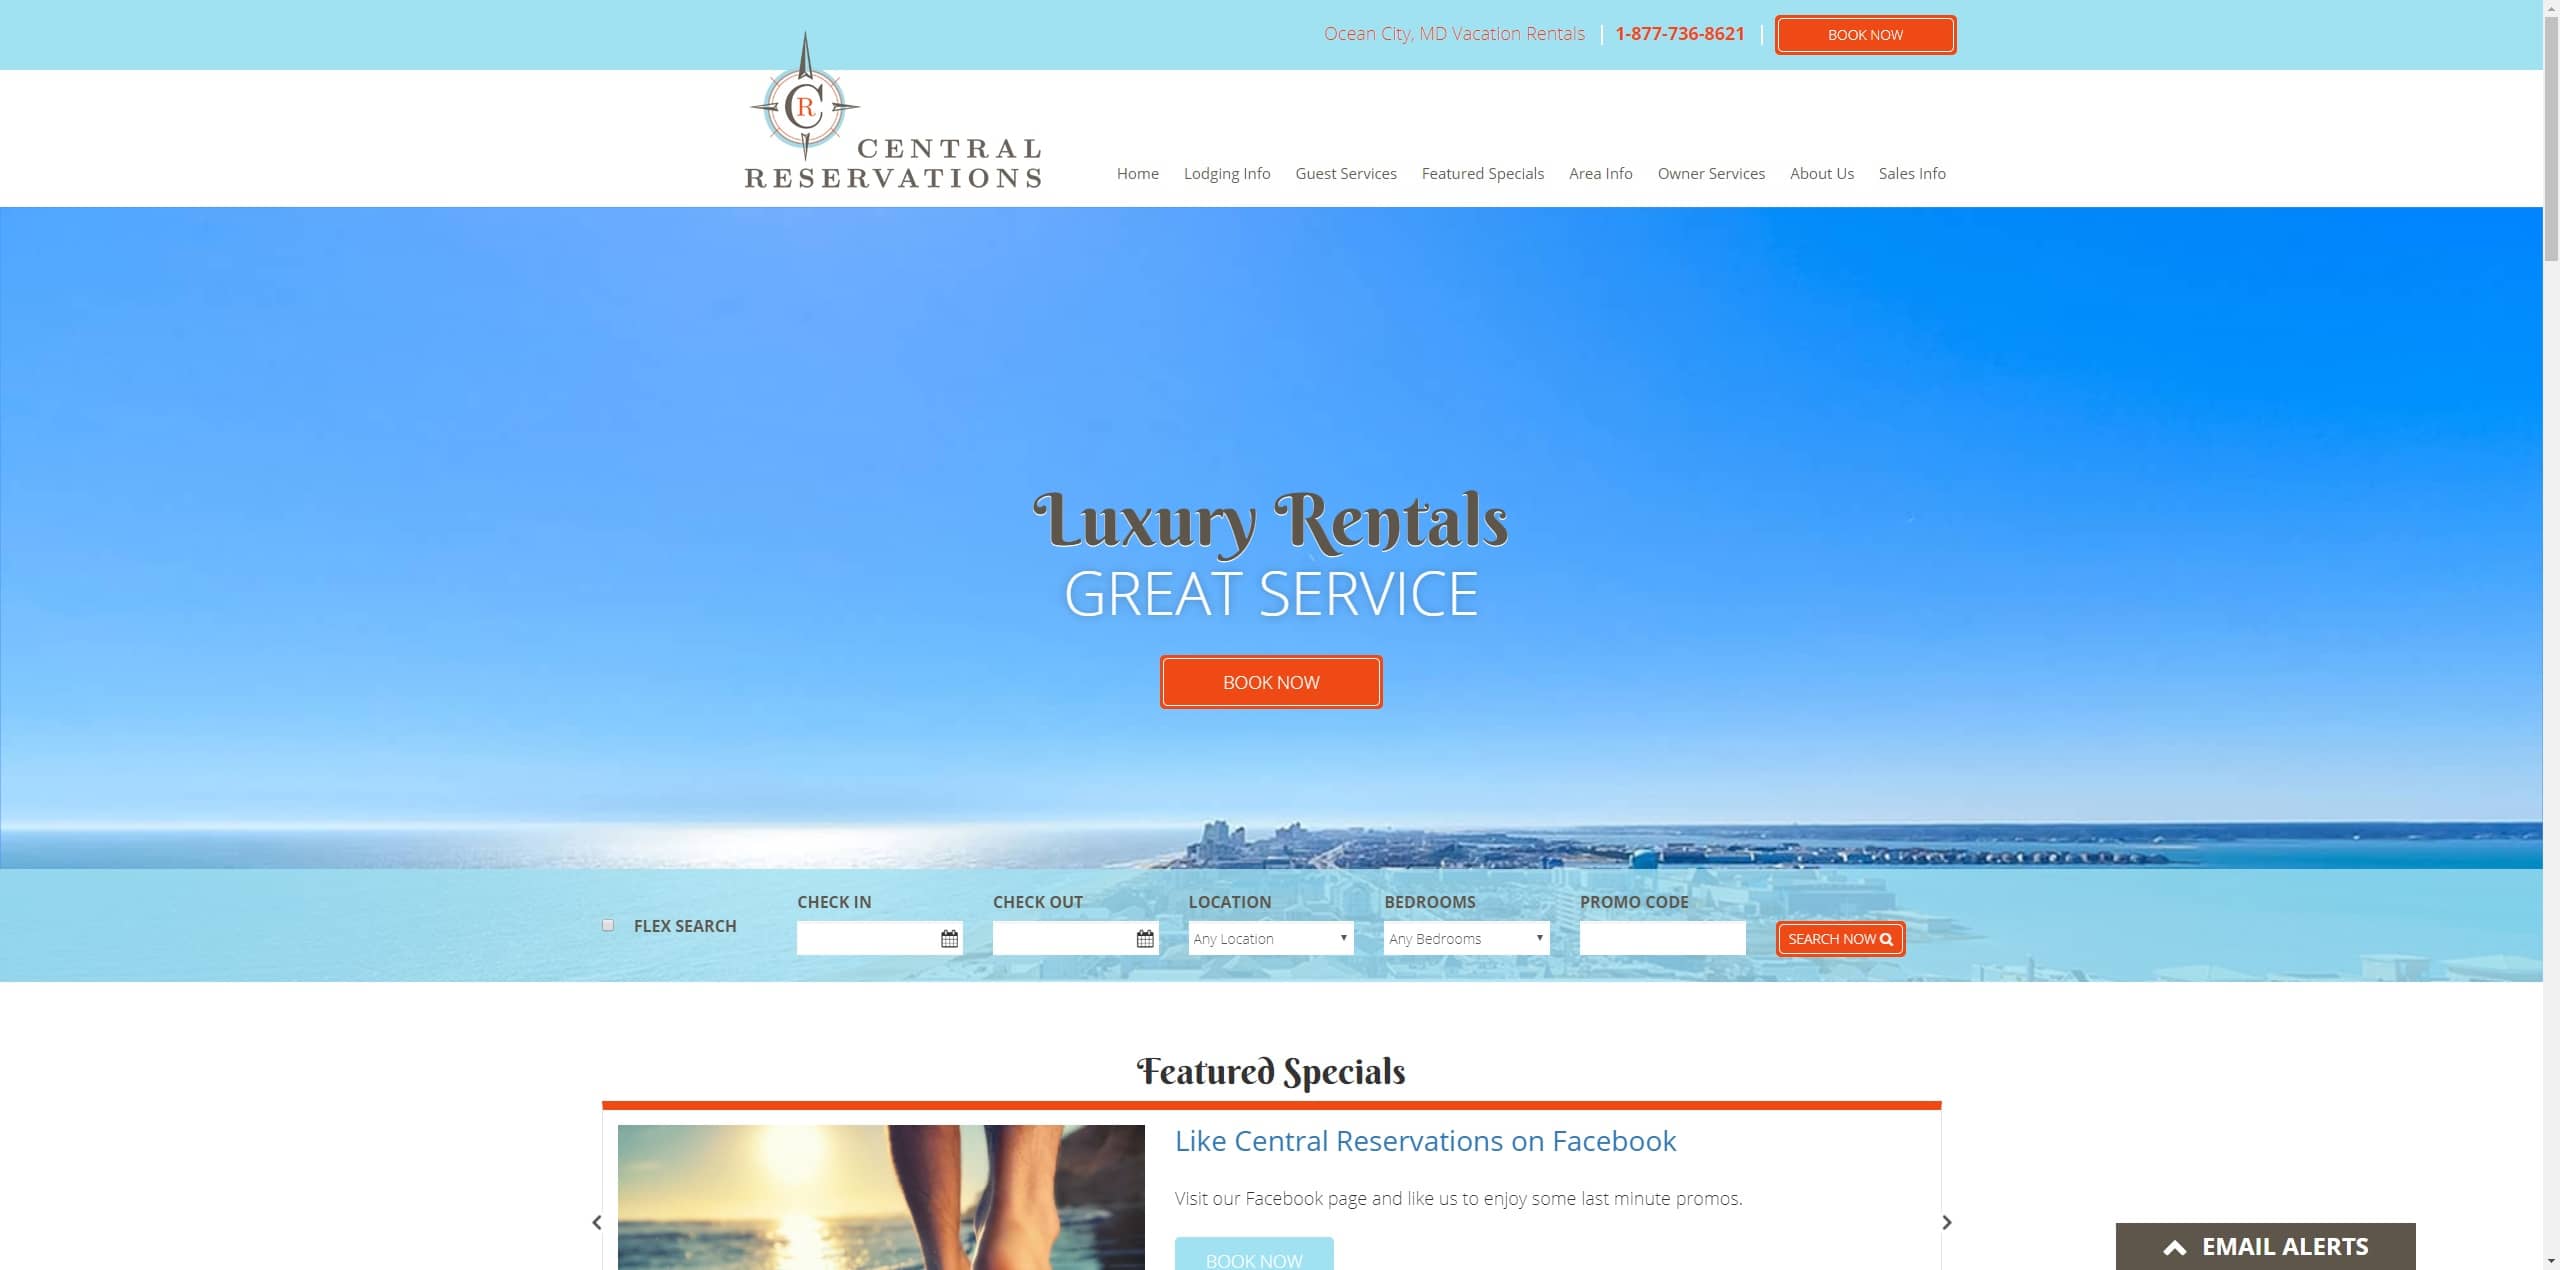 Ocean City, MD Vacation Rentals
1-877-736-8621
BOOK NOW
CR
CENTRAL
RESERVATIONS
Home Lodging Info Guest Services Featured Specials Area Info Owner Services About Us Sales Info
Luxury Rentals
GREAT SERVICE
BOOK NOW
FLEX SEARCH
CHECK IN
CHECK OUT
LOCATION
Any Location
BEDROOMS
Any Bedrooms
PROMO CODE
SEARCH NOW
Featured Specials
Like Central Reservations on Facebook
Visit our Facebook page and like us to enjoy some last minute promos.
BOOK NOW
EMAIL ALERTS